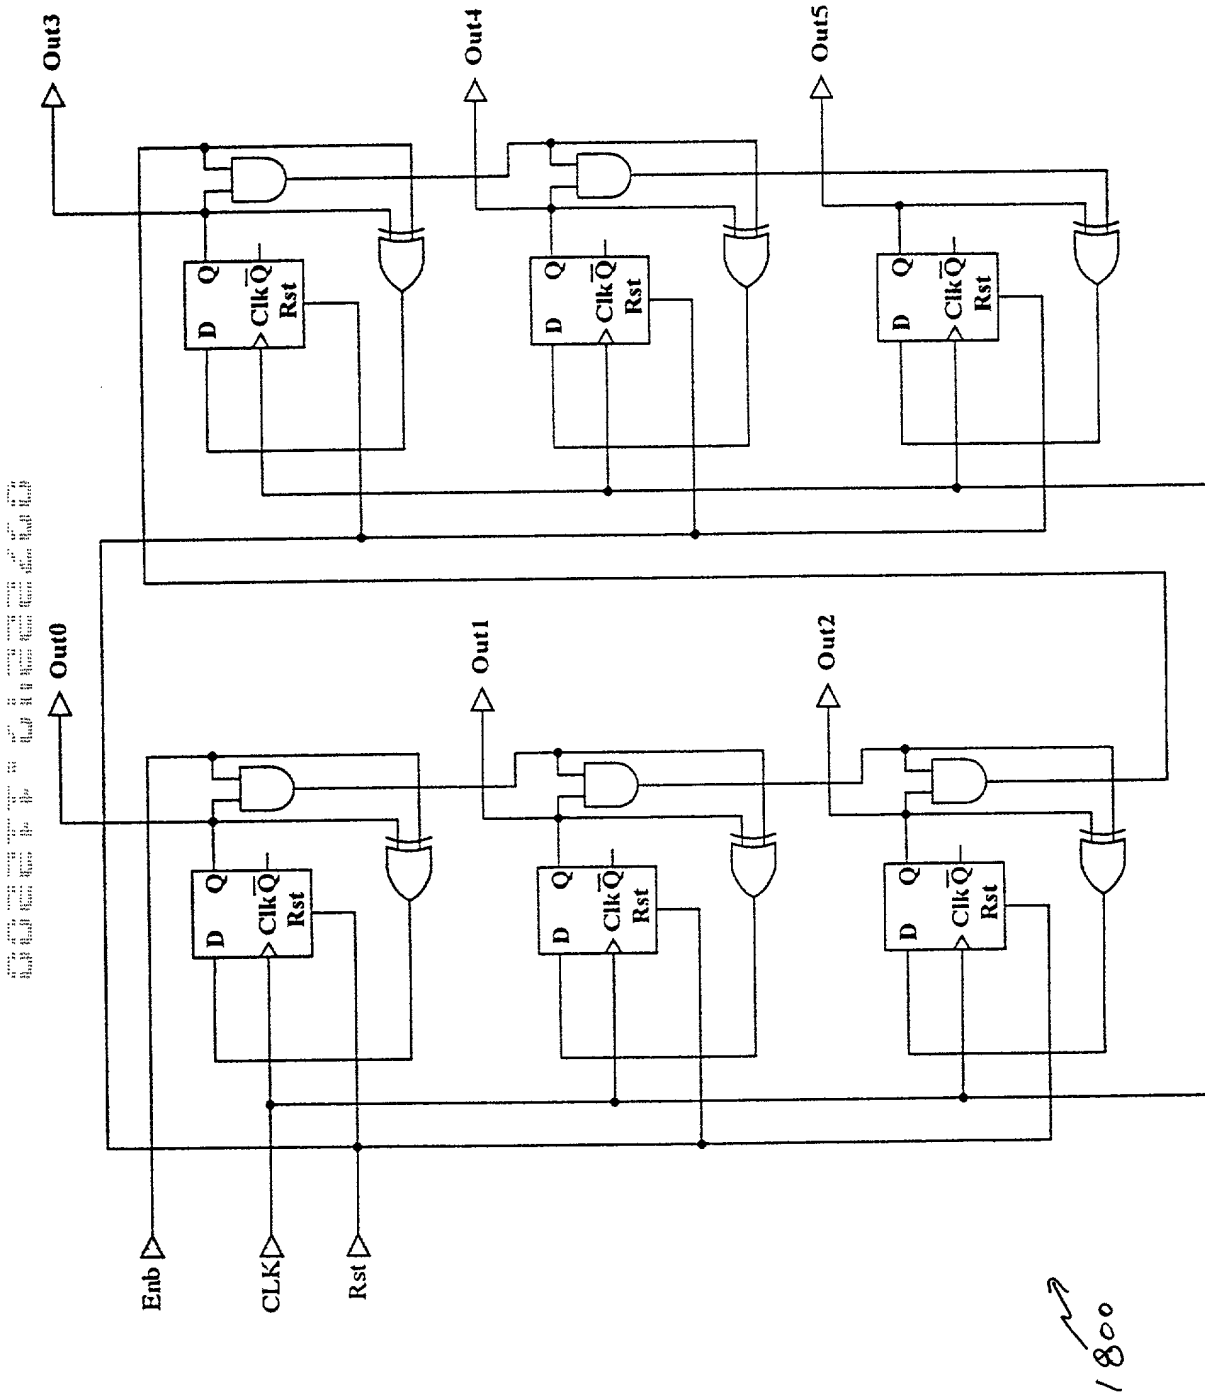 Out0
Out3
Enb
D Q
D Q
CLK
Clk Q̅
Clk Q̅
Rst
Rst
Rst
Out1
Out4
D Q
D Q
Clk Q̅
Clk Q̅
Rst
Rst
Out2
Out5
D Q
D Q
Clk Q̅
Clk Q̅
Rst
Rst
1800